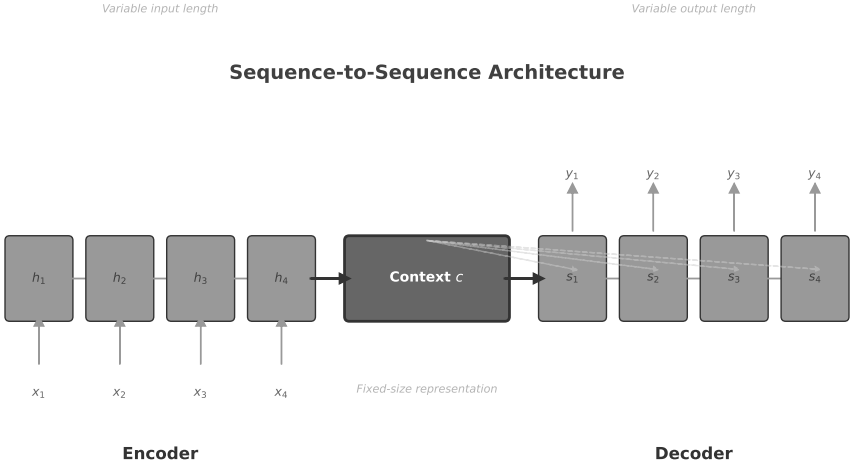 Variable input length
Variable output length
Sequence-to-Sequence Architecture
y₁ y₂ y₃ y₄
h₁ h₂ h₃ h₄ Context c s₁ s₂ s₃ s₄
x₁ x₂ x₃ x₄ Fixed-size representation
Encoder
Decoder